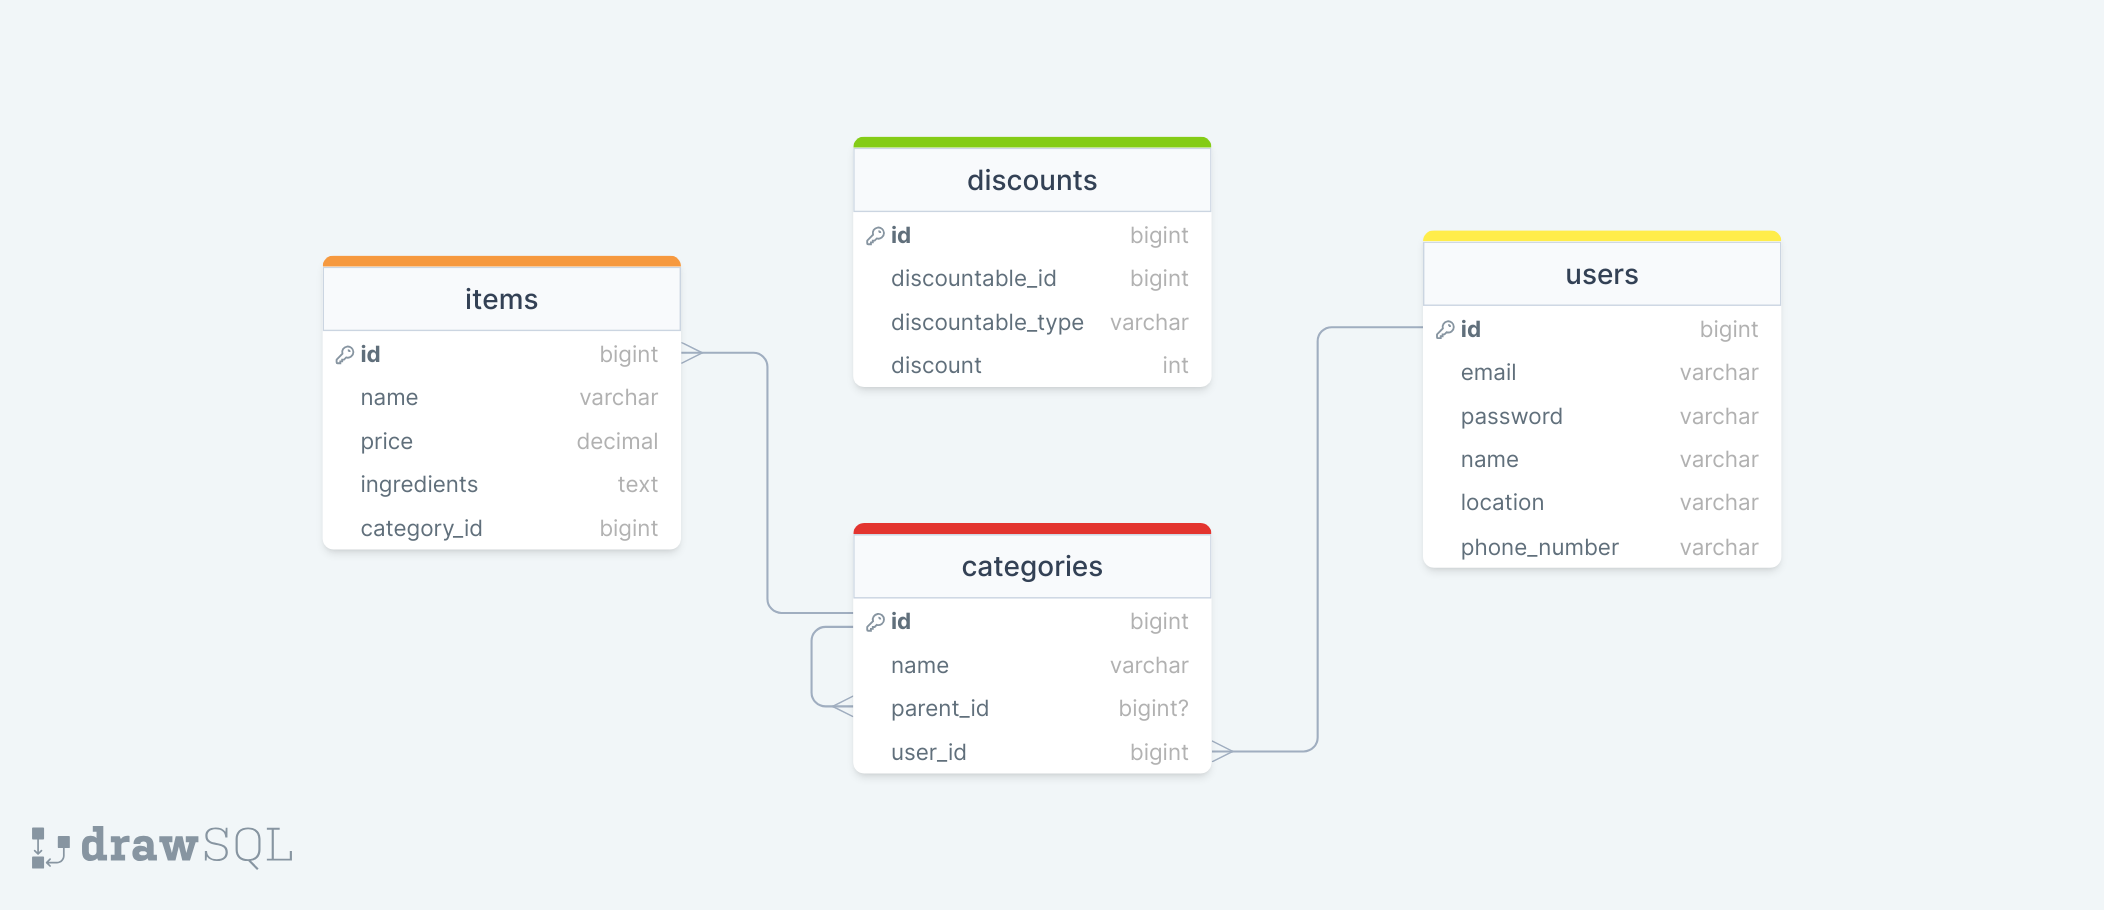 discounts
id bigint
discountable_id bigint
discountable_type varchar
discount int
items
id bigint
name varchar
price decimal
ingredients text
category_id bigint
users
id bigint
email varchar
password varchar
name varchar
location varchar
phone_number varchar
categories
id bigint
name varchar
parent_id bigint?
user_id bigint
drawSQL